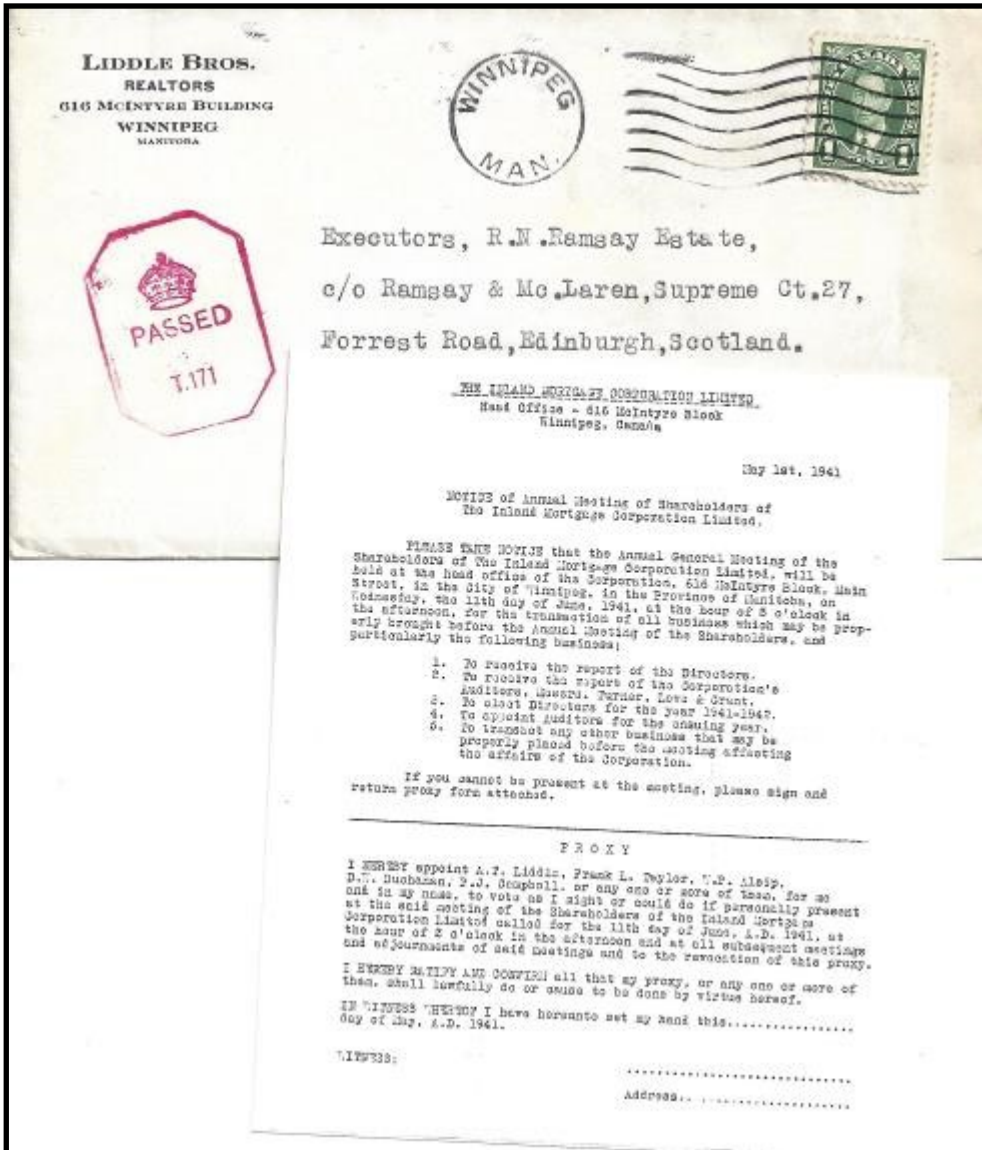 LIDDLE BROS.
REALTORS
616 MCINTYRE BUILDING
WINNIPEG
MANITOBA
WINNIPEG
MAN.
1 1
PASSED
T.171
Executors, R.N.Ramsay Estate,
c/o Ramsay & Mc.Laren,Supreme Ct.27,
Forrest Road,Edinburgh,Scotland.
THE INLAND MORTGAGE CORPORATION LIMITED
Head Office - 616 McIntyre Block
Winnipeg, Canada
May 1st, 1941
NOTICE of Annual Meeting of Shareholders of
The Inland Mortgage Corporation Limited.
PLEASE TAKE NOTICE that the Annual General Meeting of the
Shareholders of The Inland Mortgage Corporation Limited, will be
held at the head office of the Corporation, 616 McIntyre Block, Main
Street, in the City of Winnipeg, in the Province of Manitoba, on
Wednesday, the 11th day of June, 1941, at the hour of o'clock in
the afternoon, for the transaction of all business which may be prop-
erly brought before the Annual Meeting of the Shareholders, and
particularly the following business:
1. To receive the report of the Directors.
2. To receive the report of the Corporation's
Auditors, Messrs. Turner, Love & Grant.
3. To elect Directors for the year 1941-1942.
4. To appoint Auditors for the ensuing year.
5. To transact any other business that may be
properly placed before the meeting affecting
the affairs of the Corporation.
If you cannot be present at the meeting, please sign and
return proxy form attached.
PROXY
I HEREBY appoint Frank L. Taylor,
Buchanan, Campbell, or any one or more of them, for me
and in my name, to vote as I might or could do if personally present
at the said meeting of the Shareholders of the Inland Mortgage
Corporation Limited called for the 11th day of June, A.D. 1941, at
the hour of o'clock in the afternoon and at all subsequent meetings
and adjournments of said meetings and to the revocation of this proxy.
I HEREBY RATIFY AND CONFIRM all that my proxy, or any one or more of
them, shall lawfully do or cause to be done by virtue hereof.
IN WITNESS WHEREOF I have hereunto set my hand this.................
day of May, A.D. 1941.
WITNESS:
..............................
Address.. ...................